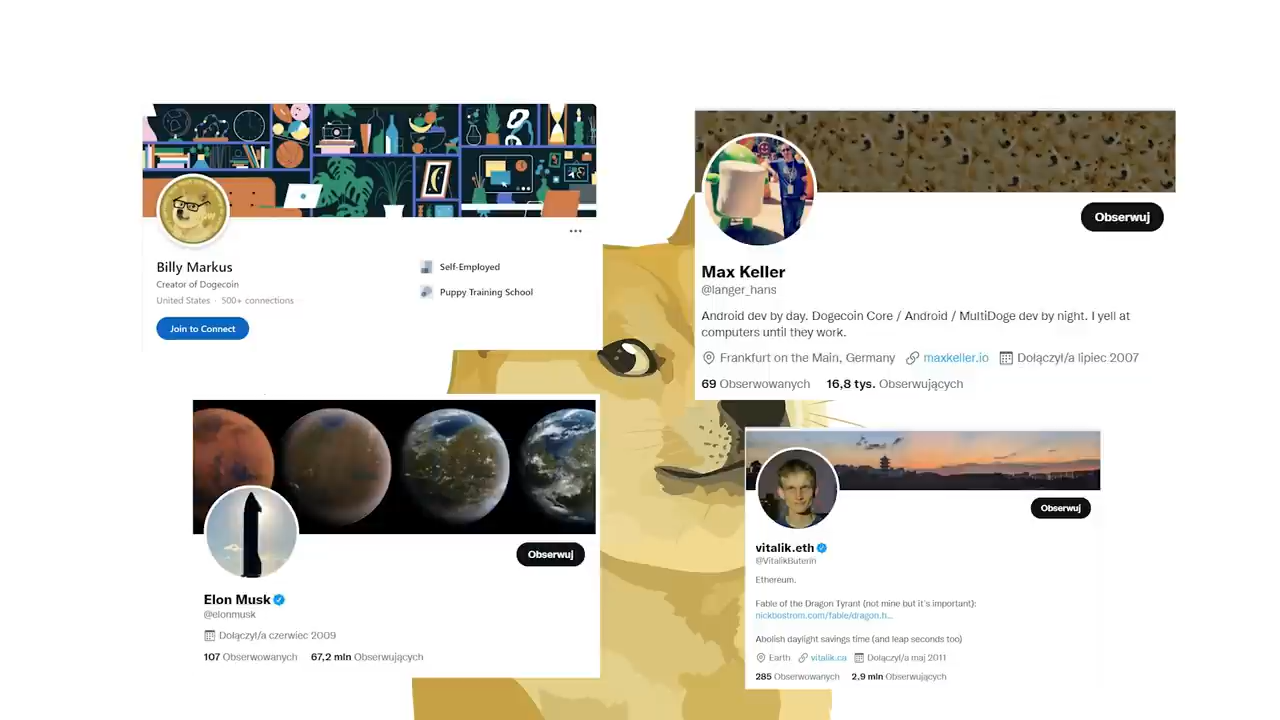 Billy Markus
Creator of Dogecoin
United States · 500+ connections
Join to Connect
Self-Employed
Puppy Training School
Obserwuj
Max Keller
@langer_hans
Android dev by day. Dogecoin Core / Android / MultiDoge dev by night. I yell at
computers until they work.
Frankfurt on the Main, Germany maxkeller.io Dołączył/a lipiec 2007
69 Obserwowanych 16,8 tys. Obserwujących
Obserwuj
Elon Musk
@elonmusk
Dołączył/a czerwiec 2009
107 Obserwowanych 67,2 mln Obserwujących
Obserwuj
vitalik.eth
@VitalikButerin
Ethereum.
Fable of the Dragon Tyrant (not mine but it's important):
nickbostrom.com/fable/dragon.h...
Abolish daylight savings time (and leap seconds too)
Earth vitalik.ca Dołączył/a maj 2011
285 Obserwowanych 2,9 mln Obserwujących